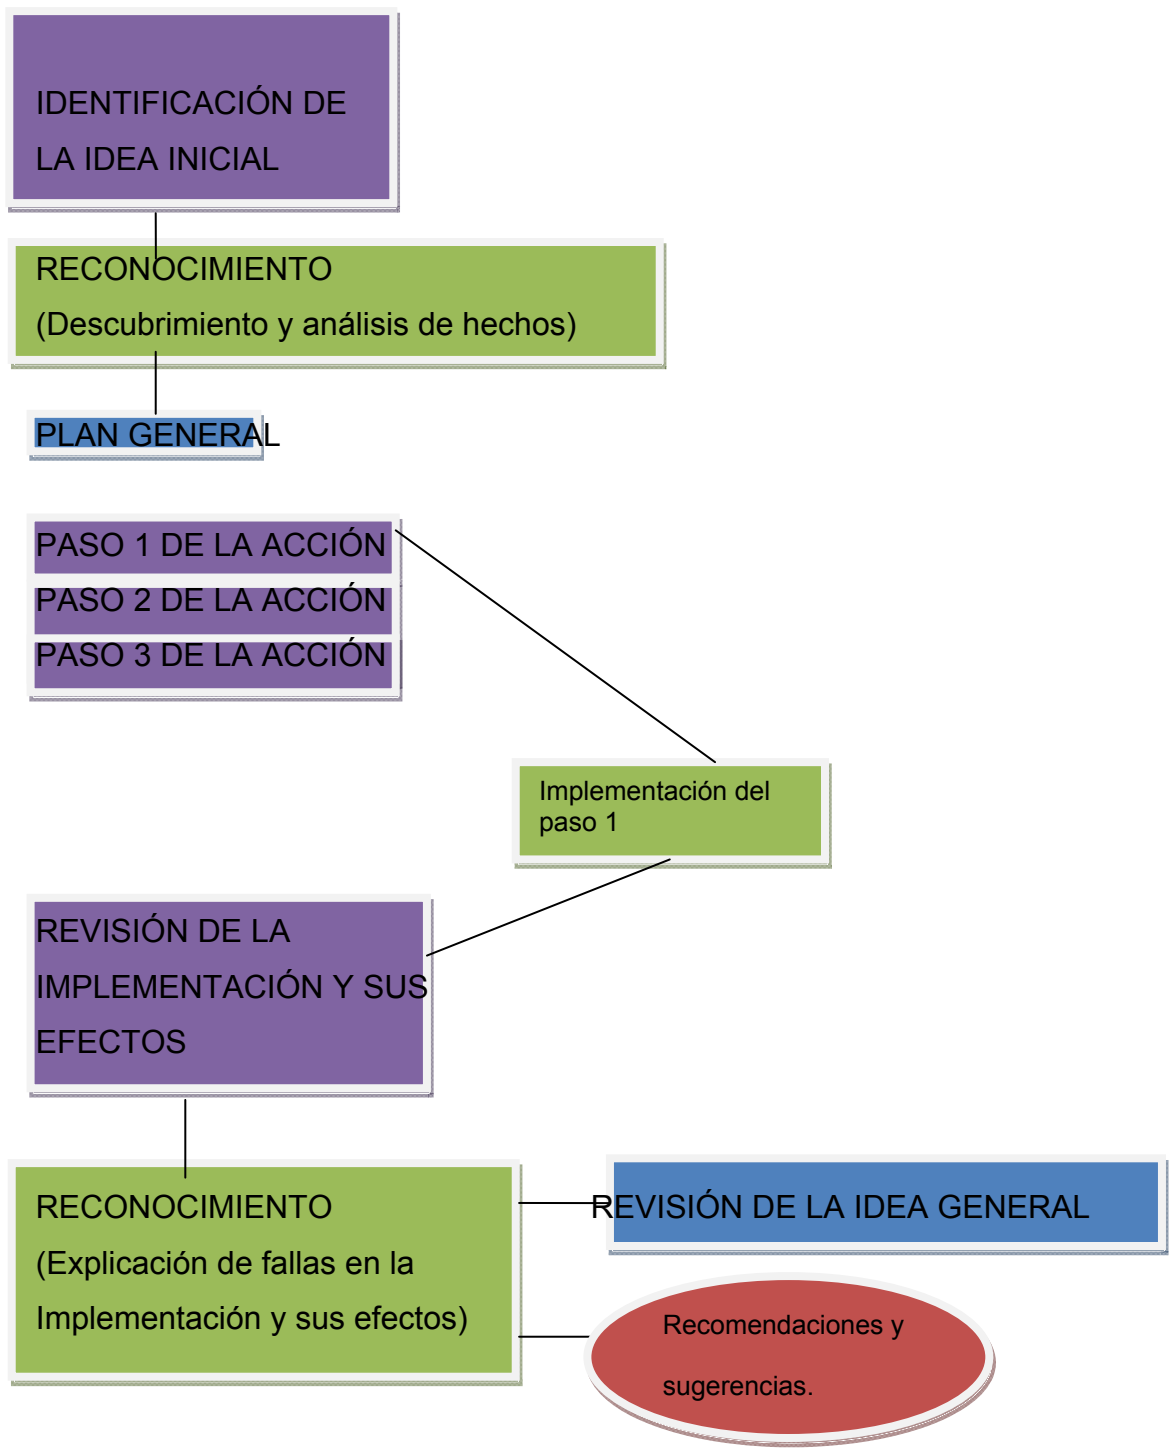 IDENTIFICACIÓN DE
LA IDEA INICIAL
RECONOCIMIENTO
(Descubrimiento y análisis de hechos)
PLAN GENERAL
PASO 1 DE LA ACCIÓN
PASO 2 DE LA ACCIÓN
PASO 3 DE LA ACCIÓN
Implementación del
paso 1
REVISIÓN DE LA
IMPLEMENTACIÓN Y SUS
EFECTOS
RECONOCIMIENTO
(Explicación de fallas en la
Implementación y sus efectos)
REVISIÓN DE LA IDEA GENERAL
Recomendaciones y
sugerencias.